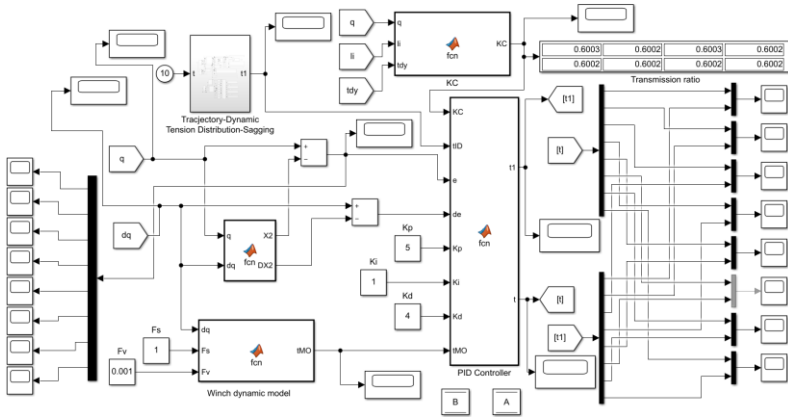 q
li
tdy
q
li
tdy
fcn
KC
KC
0.6003 0.6002 0.6003 0.6002
0.6002 0.6002 0.6002 0.6002
Transmission ratio
10
t
t1
Tracjectory-Dynamic
Tension Distribution-Sagging
[t1]
[t]
KC
tID
e
de
Kp
Ki
Kd
tMO
fcn
t1
t
PID Controller
q
dq
+
−
+
−
q
dq
fcn
X2
DX2
Kp
5
Ki
1
Kd
4
[t]
[t1]
Fs
1
Fv
0.001
dq
Fs
Fv
fcn
tMO
Winch dynamic model
B
A